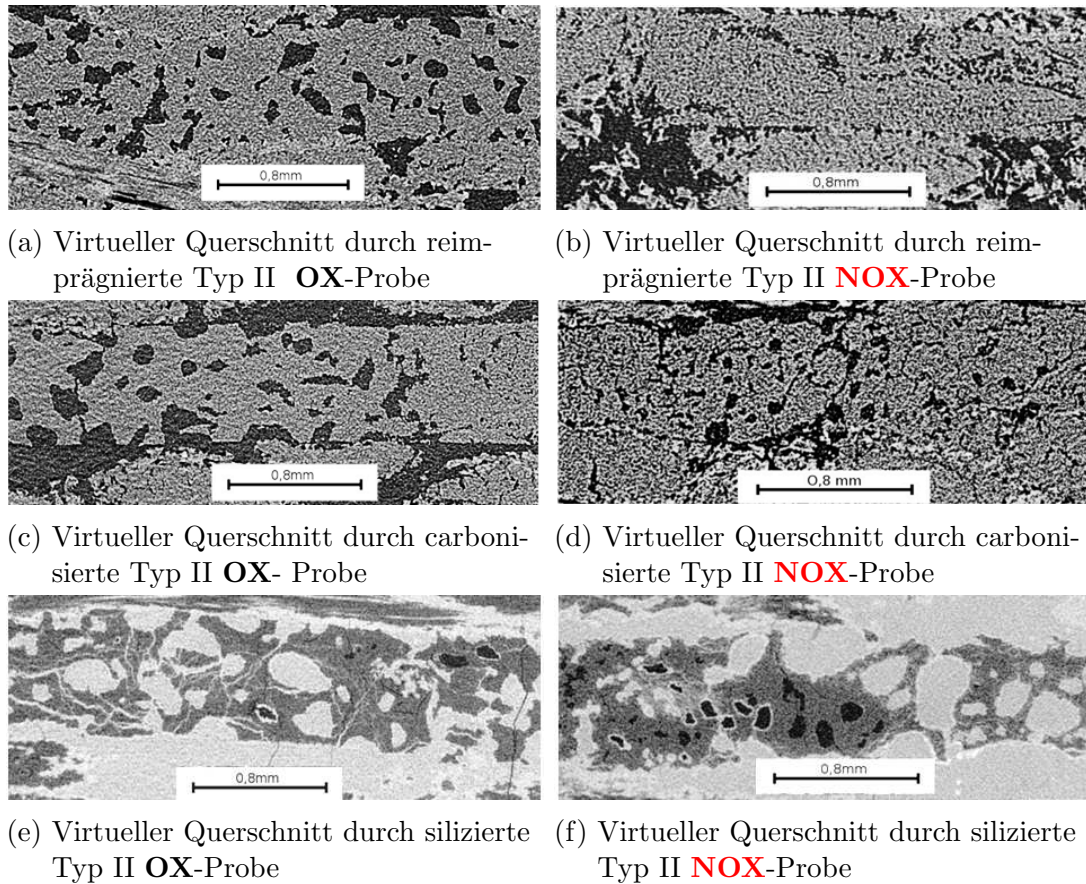 0,8mm
0,8mm
(a) Virtueller Querschnitt durch reim-
prägnierte Typ II OX-Probe
(b) Virtueller Querschnitt durch reim-
prägnierte Typ II NOX-Probe
0,8mm
0,8 mm
(c) Virtueller Querschnitt durch carboni-
sierte Typ II OX- Probe
(d) Virtueller Querschnitt durch carboni-
sierte Typ II NOX-Probe
0,8mm
0,8mm
(e) Virtueller Querschnitt durch silizierte
Typ II OX-Probe
(f) Virtueller Querschnitt durch silizierte
Typ II NOX-Probe